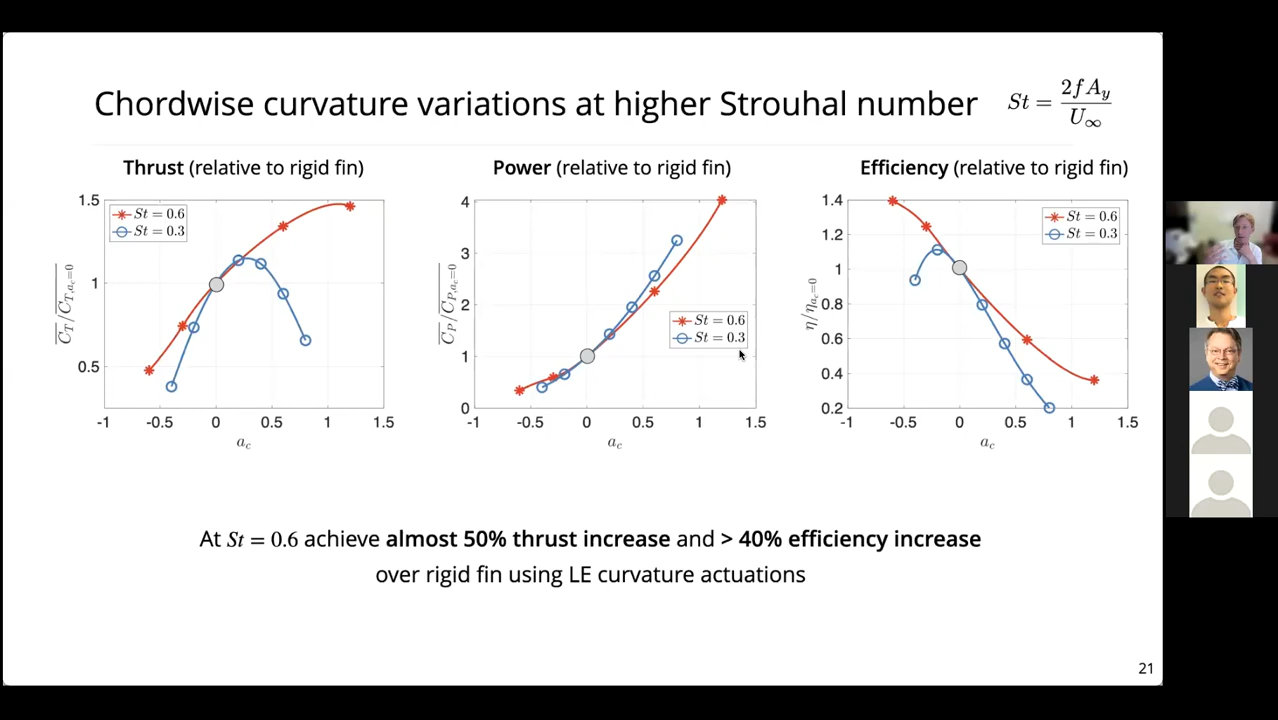 Chordwise curvature variations at higher Strouhal number
St = 2fA_y / U_∞
Thrust (relative to rigid fin)
1.5
1
0.5
-1 -0.5 0 0.5 1 1.5
a_c
C_T/C_{T,a_c=0}
St = 0.6
St = 0.3
Power (relative to rigid fin)
4
3
2
1
0
-1 -0.5 0 0.5 1 1.5
a_c
C_P/C_{P,a_c=0}
St = 0.6
St = 0.3
Efficiency (relative to rigid fin)
1.4
1.2
1
0.8
0.6
0.4
0.2
-1 -0.5 0 0.5 1 1.5
a_c
η/η_{a_c=0}
St = 0.6
St = 0.3
At St = 0.6 achieve almost 50% thrust increase and > 40% efficiency increase
over rigid fin using LE curvature actuations
21